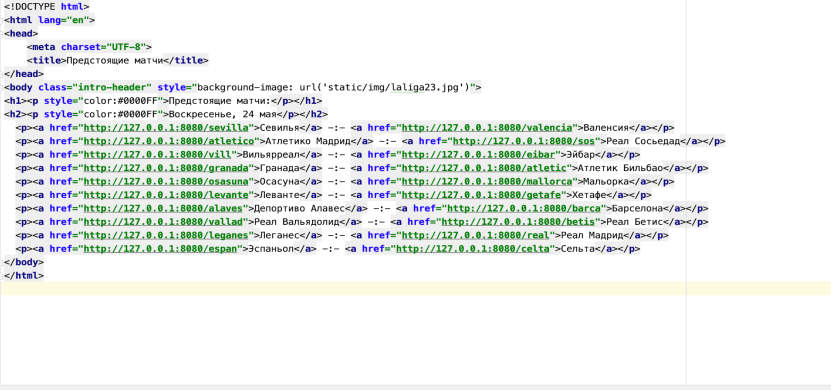 <!DOCTYPE html>
<html lang="en">
<head>
    <meta charset="UTF-8">
    <title>Предстоящие матчи</title>
</head>
<body class="intro-header" style="background-image: url('static/img/laliga23.jpg')">
<h1><p style="color:#0000FF">Предстоящие матчи:</p></h1>
<h2><p style="color:#0000FF">Воскресенье, 24 мая</p></h2>
  <p><a href="http://127.0.0.1:8080/sevilla">Севилья</a> -:- <a href="http://127.0.0.1:8080/valencia">Валенсия</a></p>
  <p><a href="http://127.0.0.1:8080/atletico">Атлетико Мадрид</a> -:- <a href="http://127.0.0.1:8080/sos">Реал Сосьедад</a></p>
  <p><a href="http://127.0.0.1:8080/vill">Вильярреал</a> -:- <a href="http://127.0.0.1:8080/eibar">Эйбар</a></p>
  <p><a href="http://127.0.0.1:8080/granada">Гранада</a> -:- <a href="http://127.0.0.1:8080/atletic">Атлетик Бильбао</a></p>
  <p><a href="http://127.0.0.1:8080/osasuna">Осасуна</a> -:- <a href="http://127.0.0.1:8080/mallorca">Мальорка</a></p>
  <p><a href="http://127.0.0.1:8080/levante">Леванте</a> -:- <a href="http://127.0.0.1:8080/getafe">Хетафе</a></p>
  <p><a href="http://127.0.0.1:8080/alaves">Депортиво Алавес</a> -:- <a href="http://127.0.0.1:8080/barca">Барселона</a></p>
  <p><a href="http://127.0.0.1:8080/vallad">Реал Вальядолид</a> -:- <a href="http://127.0.0.1:8080/betis">Реал Бетис</a></p>
  <p><a href="http://127.0.0.1:8080/leganes">Леганес</a> -:- <a href="http://127.0.0.1:8080/real">Реал Мадрид</a></p>
  <p><a href="http://127.0.0.1:8080/espan">Эспаньол</a> -:- <a href="http://127.0.0.1:8080/celta">Сельта</a></p>
</body>
</html>